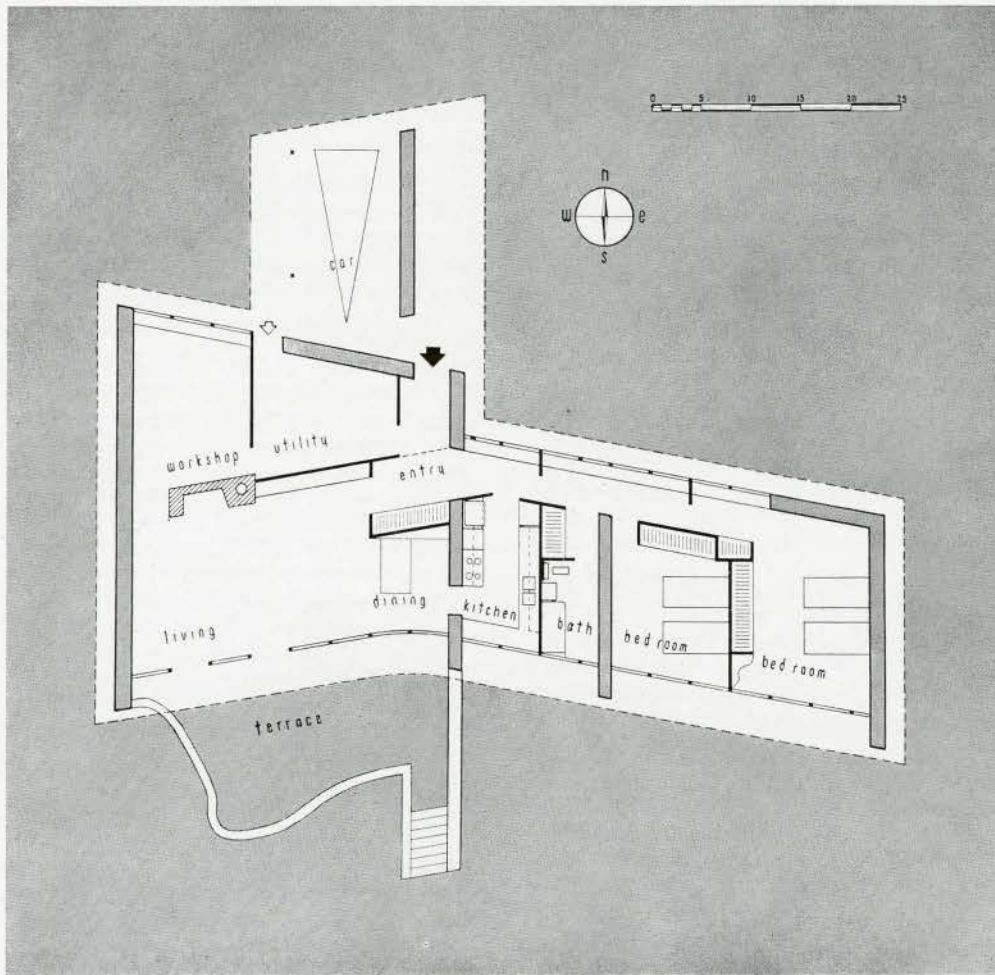 0 5 10 15 20 25
n
w e
s
car
workshop
utility
entry
dining
kitchen
living
bath
bed room
bed room
terrace